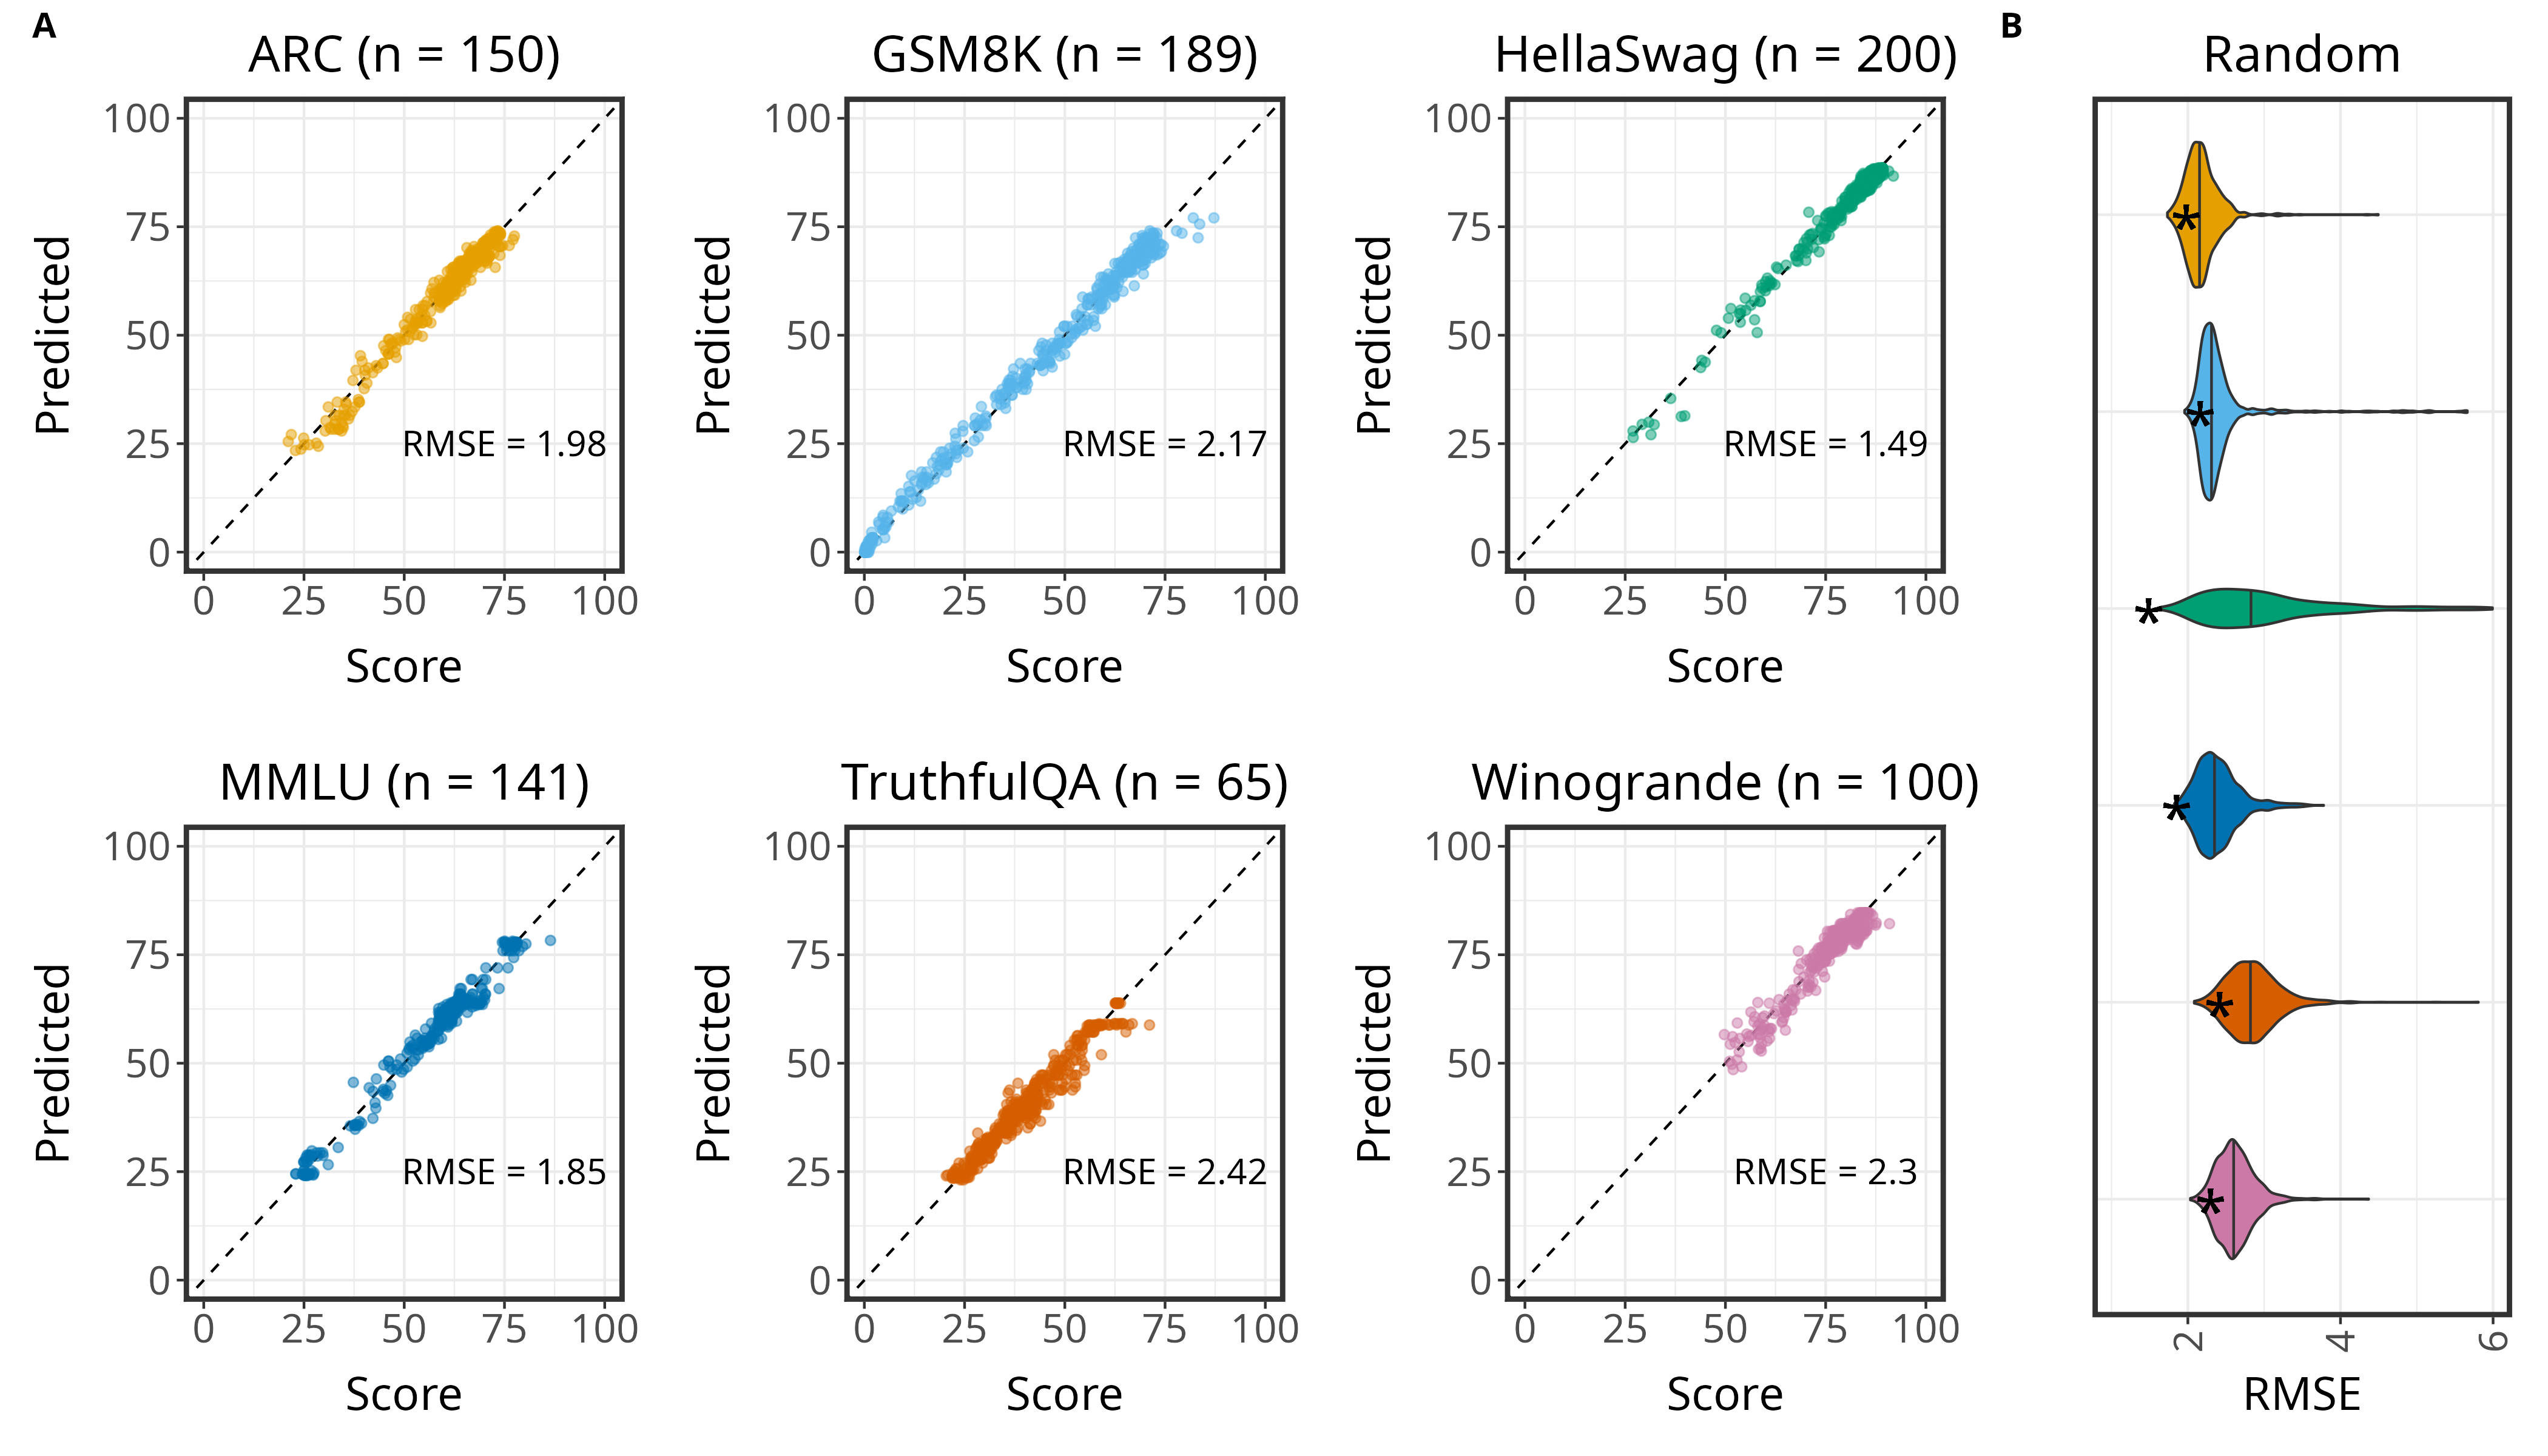 A
B
ARC (n = 150)
GSM8K (n = 189)
HellaSwag (n = 200)
Random
100
75
50
25
0
Predicted
RMSE = 1.98
0 25 50 75 100
Score
100
75
50
25
0
Predicted
RMSE = 2.17
0 25 50 75 100
Score
100
75
50
25
0
Predicted
RMSE = 1.49
0 25 50 75 100
Score
MMLU (n = 141)
TruthfulQA (n = 65)
Winogrande (n = 100)
100
75
50
25
0
Predicted
RMSE = 1.85
0 25 50 75 100
Score
100
75
50
25
0
Predicted
RMSE = 2.42
0 25 50 75 100
Score
100
75
50
25
0
Predicted
RMSE = 2.3
0 25 50 75 100
Score
*
*
*
*
*
*
2 4 6
RMSE